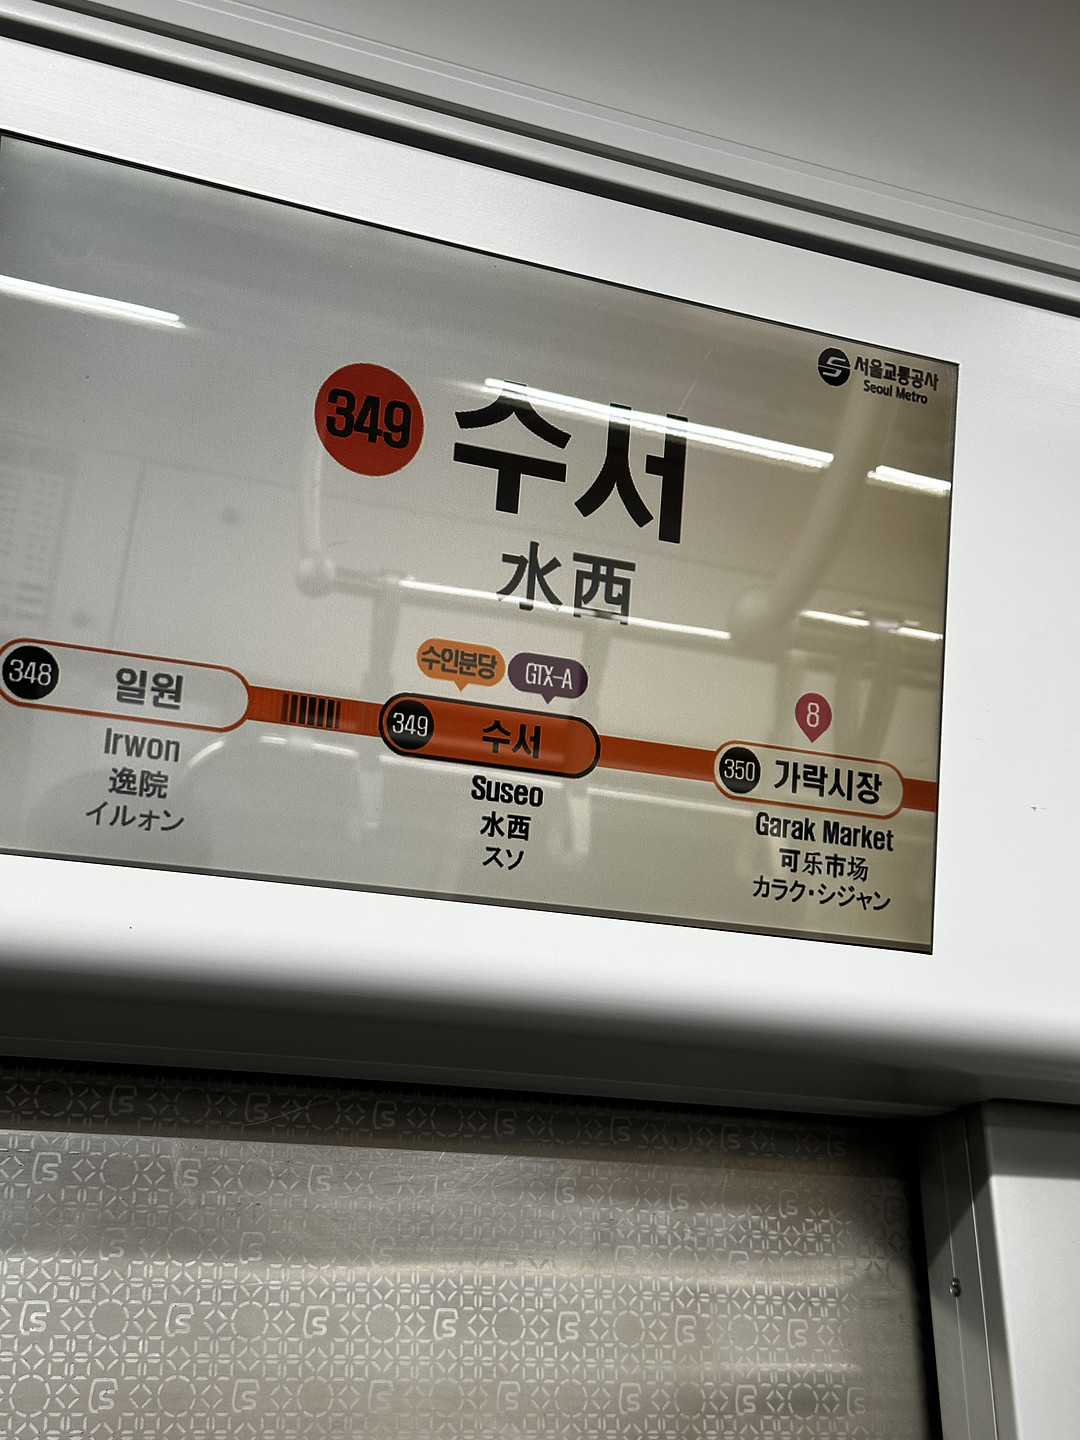 서울교통공사
Seoul Metro
349 수서
水西
수인분당 GTX-A
8
348 일원
349 수서
350 가락시장
Irwon
逸院
イルォン
Suseo
水西
スソ
Garak Market
可乐市场
カラク・シジャン